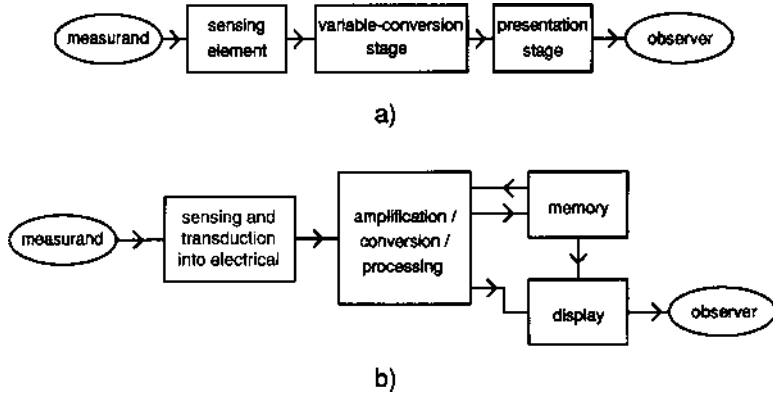 measurand
sensing
element
variable-conversion
stage
presentation
stage
observer
a)
measurand
sensing and
transduction
into electrical
amplification /
conversion /
processing
memory
display
observer
b)